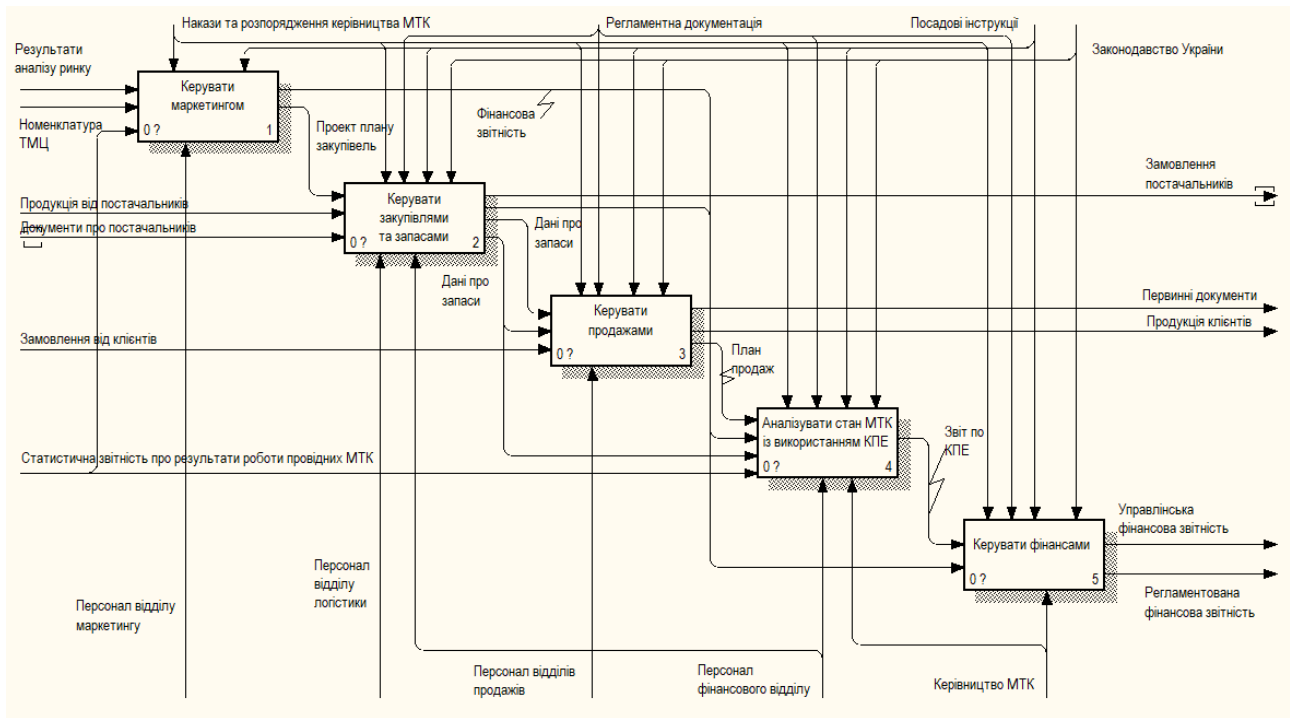 Накази та розпорядження керівництва МТК
Регламентна документація
Посадові інструкції
Результати
аналізу ринку
Законодавство України
Керувати
маркетингом
0 ?
1
Номенклатура
ТМЦ
Проект плану
закупівель
Фінансова
звітність
Замовлення
постачальників
Продукція від постачальників
Документи про постачальників
Керувати
закупівлями
та запасами
0 ?
2
Дані про
запаси
Дані про
запаси
Первинні документи
Продукція клієнтів
Керувати
продажами
0 ?
3
Замовлення від клієнтів
План
продаж
Аналізувати стан МТК
із використанням КПЕ
0 ?
4
Звіт по
КПЕ
Статистична звітність про результати роботи провідних МТК
Управлінська
фінансова звітність
Керувати фінансами
0 ?
5
Регламентована
фінансова звітність
Персонал
відділу
логістики
Персонал відділу
маркетингу
Персонал відділів
продажів
Персонал
фінансового відділу
Керівництво МТК